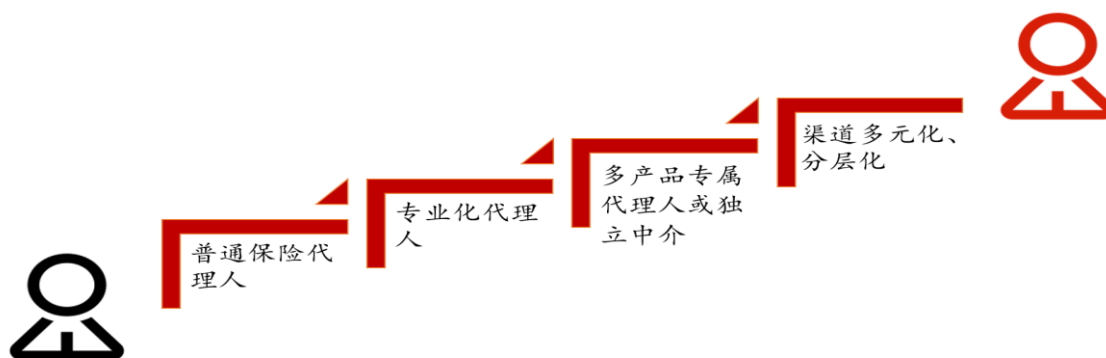 普通保险代
理人
专业化代理
人
多产品专属
代理人或独
立中介
渠道多元化、
分层化